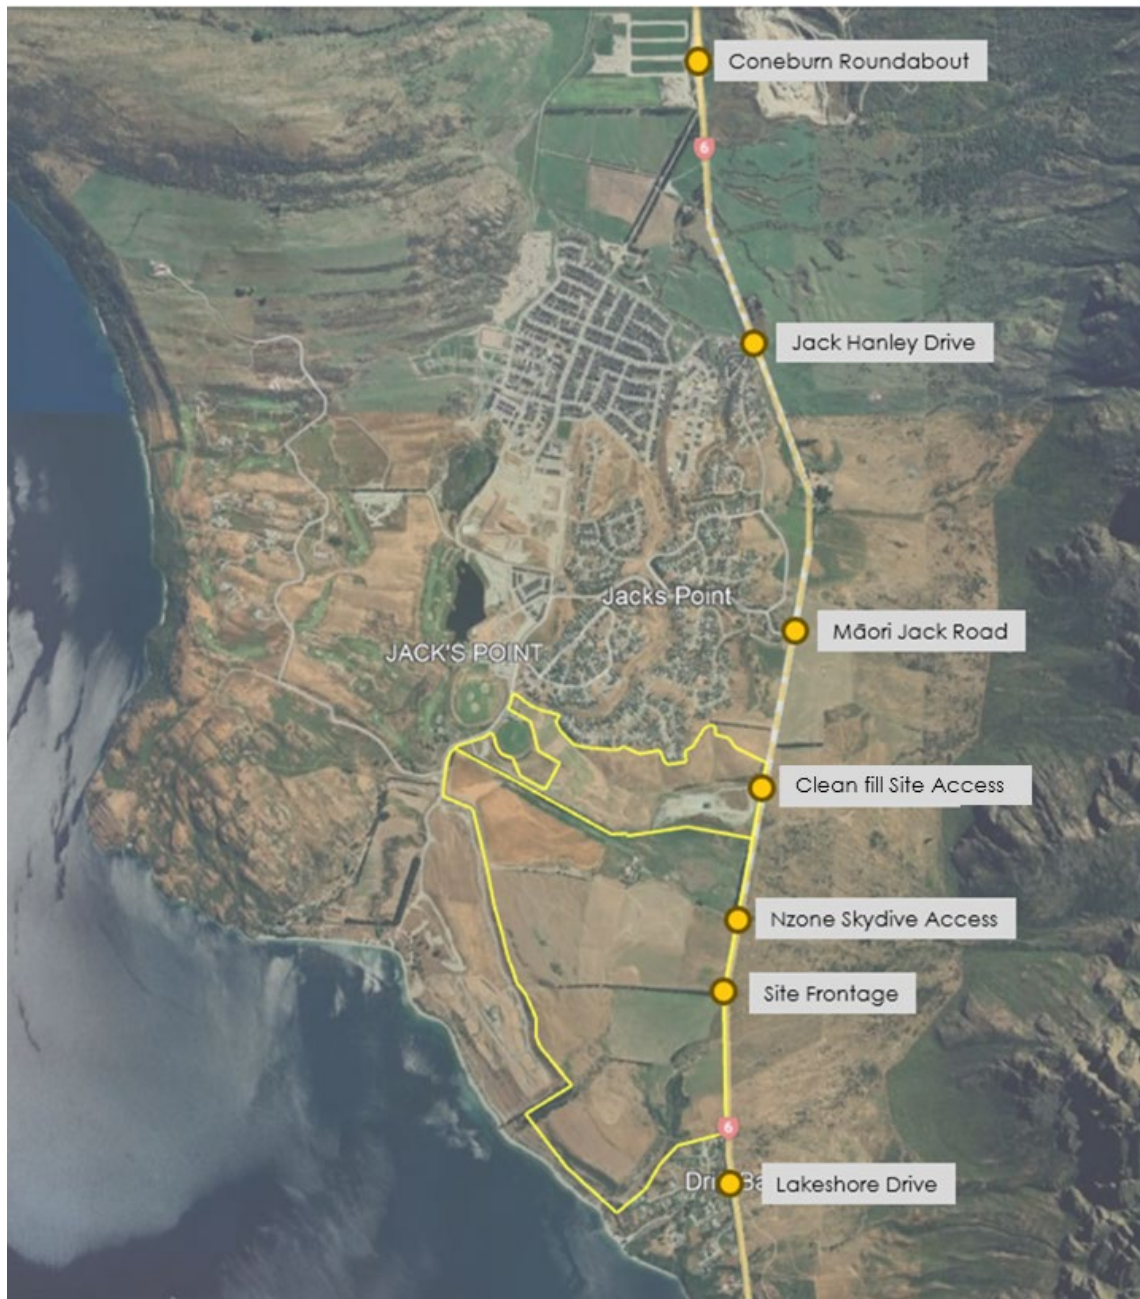 Coneburn Roundabout
6
Jack Hanley Drive
Jacks Point
Māori Jack Road
JACK'S POINT
Clean fill Site Access
Nzone Skydive Access
Site Frontage
6
Lakeshore Drive